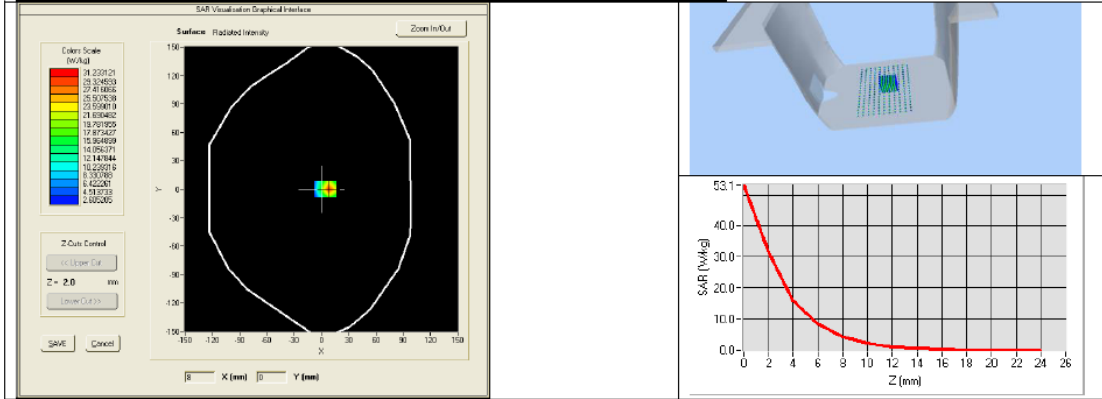 SAR Visualisation Graphical Interface
Surface Radiated Intensity
Zoom In/Out
Colors Scale
(W/kg)
31.233121
29.324593
27.416066
25.507538
23.599010
21.690482
19.781955
17.873427
15.964899
14.056371
12.147844
10.239316
8.330788
6.422261
4.513733
2.605205
Z-Cuts Control
<< Upper Cut
Z = 2.0 mm
Lower Cut >>
SAVE Cancel
150
120
90
60
30
0
-30
-60
-90
-120
-150
Y
-150 -120 -90 -60 -30 0 30 60 90 120 150
X
8 X (mm) 0 Y (mm)
53.1
40.0
30.0
20.0
10.0
0.0
SAR (W/kg)
0 2 4 6 8 10 12 14 16 18 20 22 24 26
Z (mm)